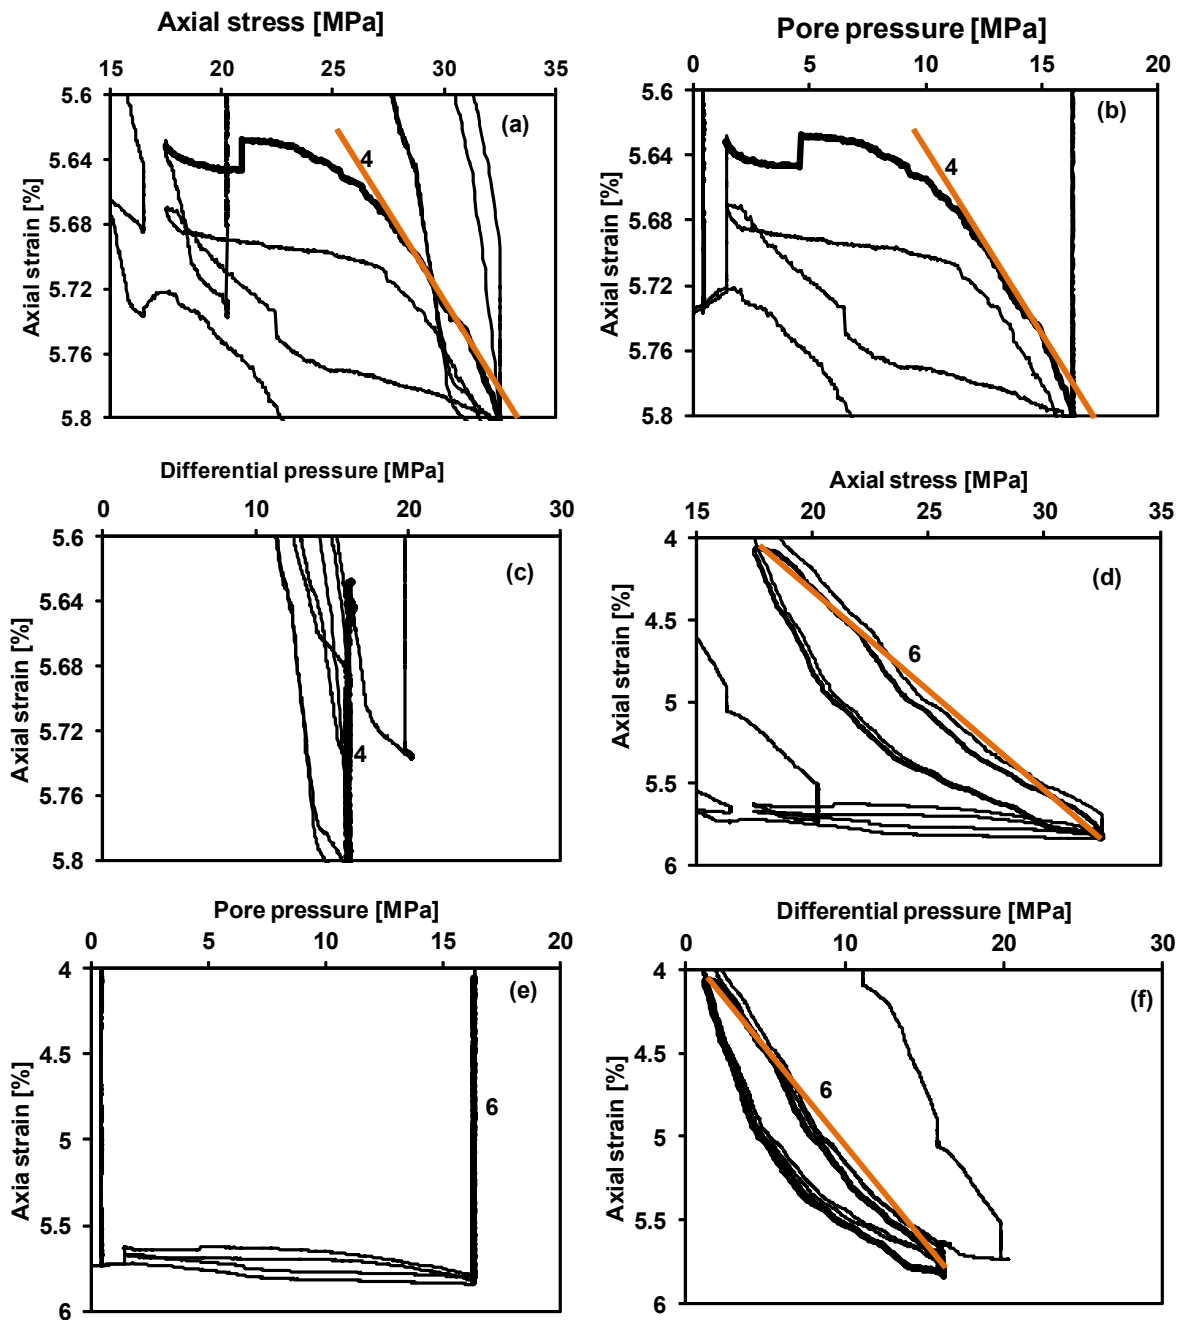 Axial stress [MPa]
15 20 25 30 35
5.6
5.64
5.68
5.72
5.76
5.8
Axial strain [%]
(a)
4
Pore pressure [MPa]
0 5 10 15 20
5.6
5.64
5.68
5.72
5.76
5.8
Axial strain [%]
(b)
4
Differential pressure [MPa]
0 10 20 30
5.6
5.64
5.68
5.72
5.76
5.8
Axial strain [%]
(c)
4
Axial stress [MPa]
15 20 25 30 35
4
4.5
5
5.5
6
Axial strain [%]
(d)
6
Pore pressure [MPa]
0 5 10 15 20
4
4.5
5
5.5
6
Axia strain [%]
(e)
6
Differential pressure [MPa]
0 10 20 30
4
4.5
5
5.5
6
Axial strain [%]
(f)
6